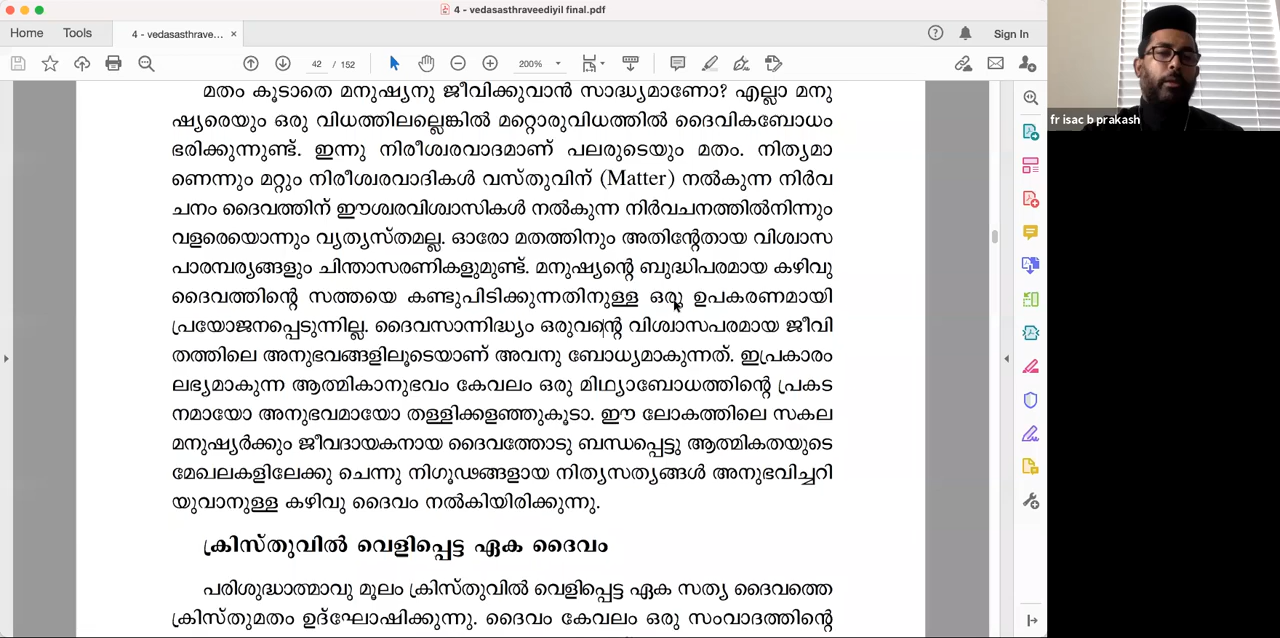 4 - vedasasthraveediyil final.pdf
Home Tools 4 - vedasasthrave... × Sign In
42 / 152 200%
മതം കൂടാതെ മനുഷ്യനു ജീവിക്കുവാൻ സാദ്ധ്യമാണോ? എല്ലാ മനു
ഷ്യരെയും ഒരു വിധത്തിലല്ലെങ്കിൽ മറ്റൊരുവിധത്തിൽ ദൈവികബോധം
ഭരിക്കുന്നുണ്ട്. ഇന്നു നിരീശ്വരവാദമാണ് പലരുടെയും മതം. നിത്യമാ
ണെന്നും മറ്റും നിരീശ്വരവാദികൾ വസ്തുവിന് (Matter) നൽകുന്ന നിർവ
ചനം ദൈവത്തിന് ഈശ്വരവിശ്വാസികൾ നൽകുന്ന നിർവചനത്തിൽനിന്നും
വളരെയൊന്നും വ്യത്യസ്തമല്ല. ഓരോ മതത്തിനും അതിന്റേതായ വിശ്വാസ
പാരമ്പര്യങ്ങളും ചിന്താസരണികളുമുണ്ട്. മനുഷ്യന്റെ ബുദ്ധിപരമായ കഴിവു
ദൈവത്തിന്റെ സത്തയെ കണ്ടുപിടിക്കുന്നതിനുള്ള ഒരു ഉപകരണമായി
പ്രയോജനപ്പെടുന്നില്ല. ദൈവസാന്നിദ്ധ്യം ഒരുവന്റെ വിശ്വാസപരമായ ജീവി
തത്തിലെ അനുഭവങ്ങളിലൂടെയാണ് അവനു ബോധ്യമാകുന്നത്. ഇപ്രകാരം
ലഭ്യമാകുന്ന ആത്മികാനുഭവം കേവലം ഒരു മിഥ്യാബോധത്തിന്റെ പ്രകട
നമായോ അനുഭവമായോ തള്ളിക്കളഞ്ഞുകൂടാ. ഈ ലോകത്തിലെ സകല
മനുഷ്യർക്കും ജീവദായകനായ ദൈവത്തോടു ബന്ധപ്പെട്ടു ആത്മികതയുടെ
മേഖലകളിലേക്കു ചെന്നു നിഗൂഢങ്ങളായ നിത്യസത്യങ്ങൾ അനുഭവിച്ചറി
യുവാനുള്ള കഴിവു ദൈവം നൽകിയിരിക്കുന്നു.
ക്രിസ്തുവിൽ വെളിപ്പെട്ട ഏക ദൈവം
പരിശുദ്ധാത്മാവു മൂലം ക്രിസ്തുവിൽ വെളിപ്പെട്ട ഏക സത്യ ദൈവത്തെ
ക്രിസ്തുമതം ഉദ്ഘോഷിക്കുന്നു. ദൈവം കേവലം ഒരു സംവാദത്തിന്റെ
fr isac b prakash